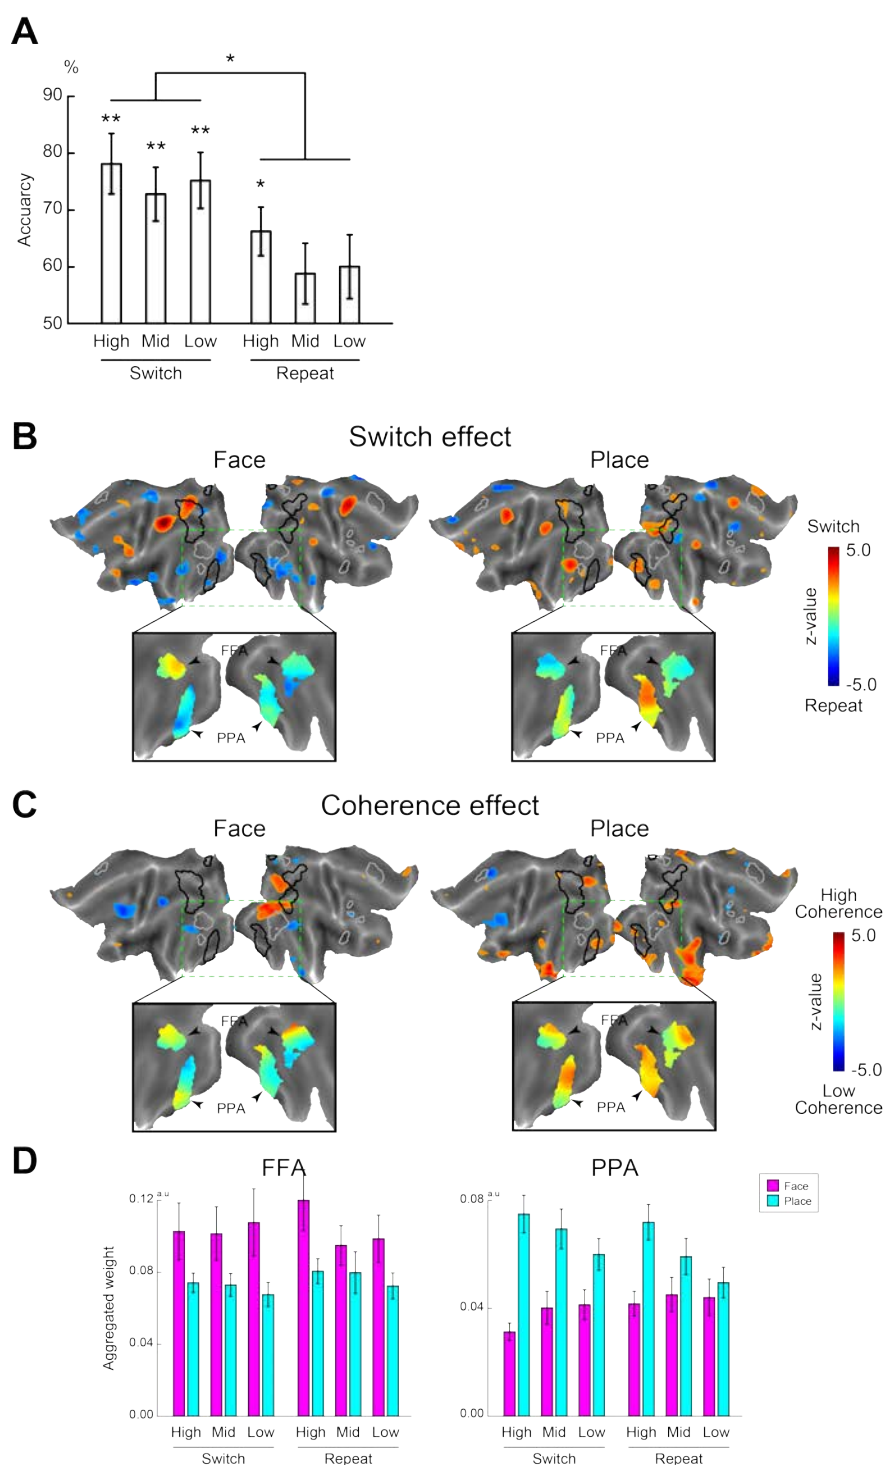 A
%
*
90
**
**
**
80
*
Accuarcy
70
60
50
High Mid Low High Mid Low
Switch Repeat
B
Switch effect
Face Place
Switch
5.0
z-value
-5.0
Repeat
FFA FFA
PPA PPA
C
Coherence effect
Face Place
High
Coherence
5.0
z-value
-5.0
Low
Coherence
FFA FFA
PPA PPA
D
FFA PPA
Face
Place
a.u a.u
0.12 0.08
Aggregated weight
0.08
0.04 0.04
0.00 0.00
High Mid Low High Mid Low High Mid Low High Mid Low
Switch Repeat Switch Repeat